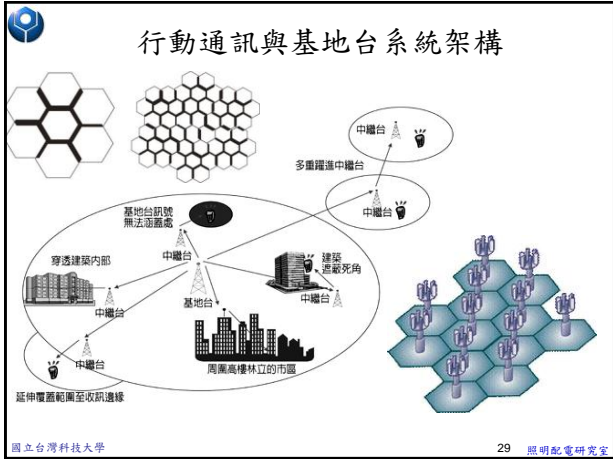 行動通訊與基地台系統架構
中繼台
多重躍進中繼台
中繼台
基地台訊號
無法涵蓋處
中繼台
建築
遮蔽死角
穿透建築內部
中繼台
基地台
中繼台
中繼台
周圍高樓林立的市區
延伸覆蓋範圍至收訊邊緣
國立台灣科技大學
29
照明配電研究室